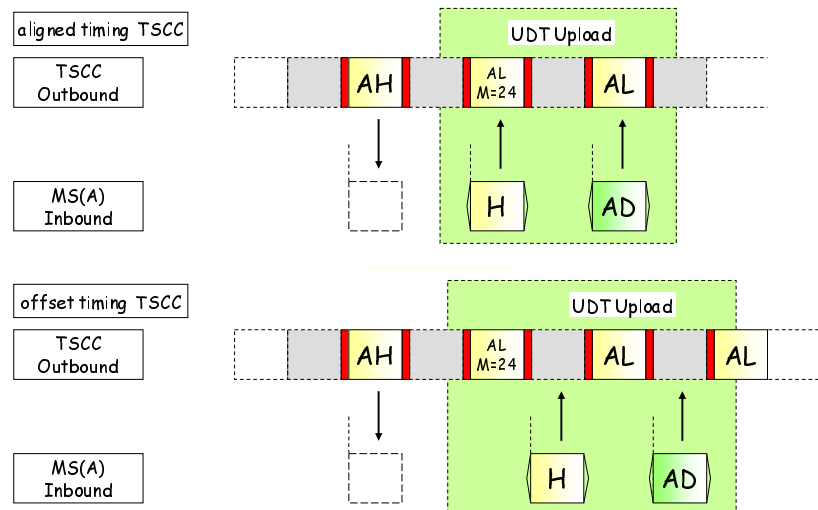 aligned timing TSCC
UDT Upload
TSCC
Outbound
AH
AL
M=24
AL
MS(A)
Inbound
H
AD
offset timing TSCC
UDT Upload
TSCC
Outbound
AH
AL
M=24
AL
AL
MS(A)
Inbound
H
AD